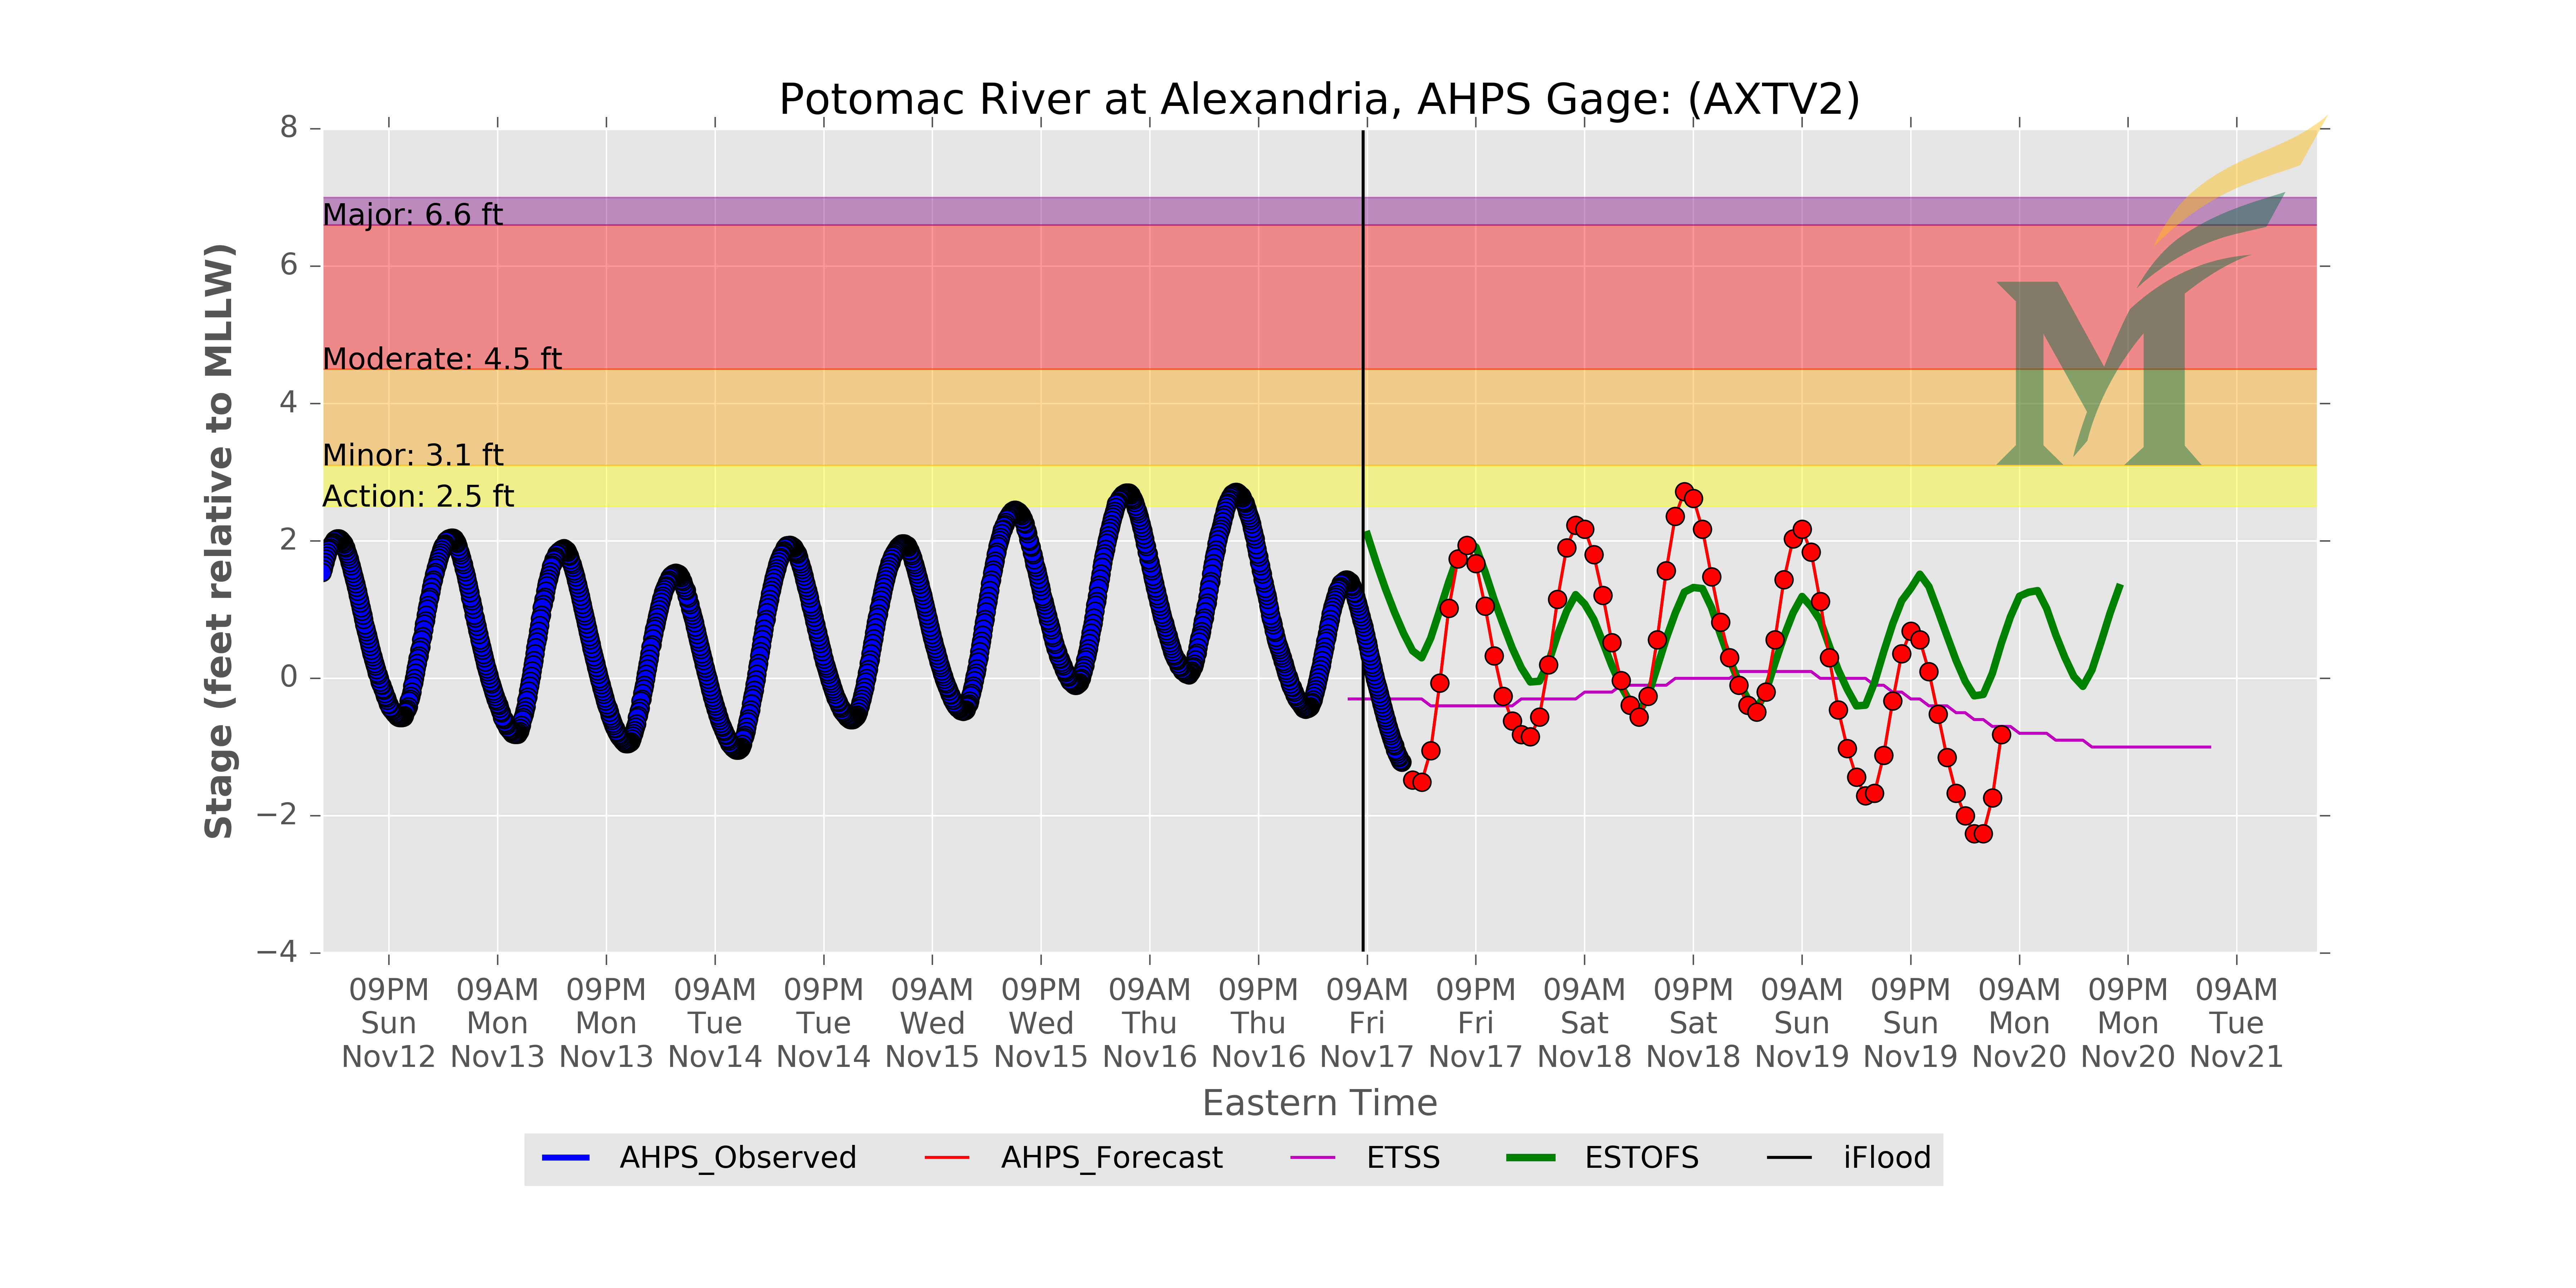 Potomac River at Alexandria, AHPS Gage: (AXTV2)
Stage (feet relative to MLLW)
8
6
4
2
0
−2
−4
Major: 6.6 ft
Moderate: 4.5 ft
Minor: 3.1 ft
Action: 2.5 ft
M
09PM 09AM 09PM 09AM 09PM 09AM 09PM 09AM 09PM 09AM 09PM 09AM 09PM 09AM 09PM 09AM 09PM 09AM
Sun Mon Mon Tue Tue Wed Wed Thu Thu Fri Fri Sat Sat Sun Sun Mon Mon Tue
Nov12 Nov13 Nov13 Nov14 Nov14 Nov15 Nov15 Nov16 Nov16 Nov17 Nov17 Nov18 Nov18 Nov19 Nov19 Nov20 Nov20 Nov21
Eastern Time
AHPS_Observed AHPS_Forecast ETSS ESTOFS iFlood